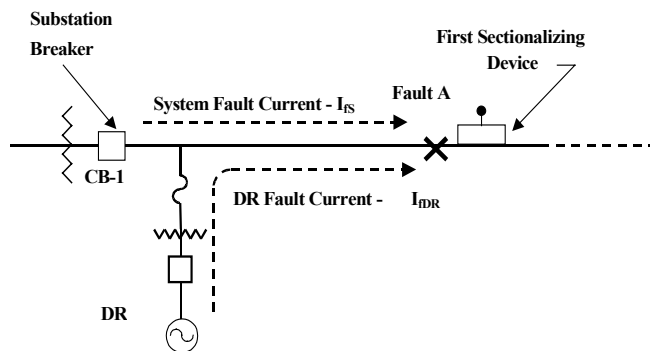 Substation
Breaker
First Sectionalizing
Device
Fault A
System Fault Current - IfS
CB-1
DR Fault Current - IfDR
DR